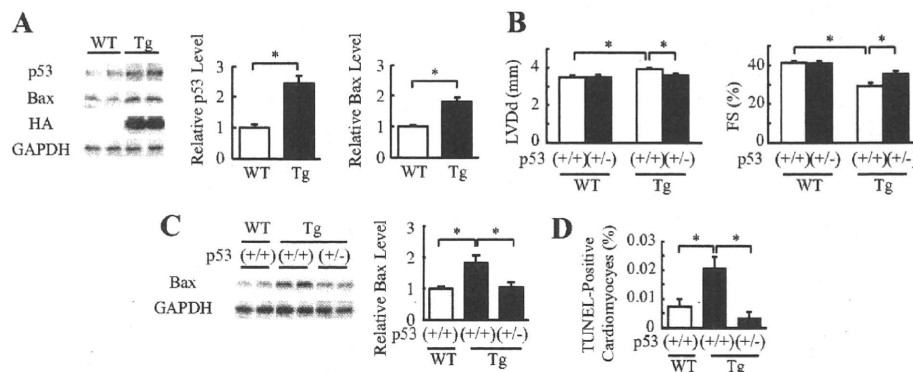 A
WT Tg
p53
Bax
HA
GAPDH
Relative p53 Level
3
2
1
0
WT
Tg
*
Relative Bax Level
3
2
1
0
WT
Tg
*
B
LVDd (mm)
4
2
0
* *
p53 (+/+)(+/-) (+/+)(+/-)
WT Tg
FS (%)
40
20
0
* *
p53 (+/+)(+/-) (+/+)(+/-)
WT Tg
C
WT Tg
p53 (+/+) (+/+) (+/-)
Bax
GAPDH
Relative Bax Level
3
2
1
0
* *
p53 (+/+) (+/+)(+/-)
WT Tg
D
TUNEL-Positive
Cardiomyocyes (%)
0.03
0.02
0.01
0
* *
p53 (+/+) (+/+)(+/-)
WT Tg